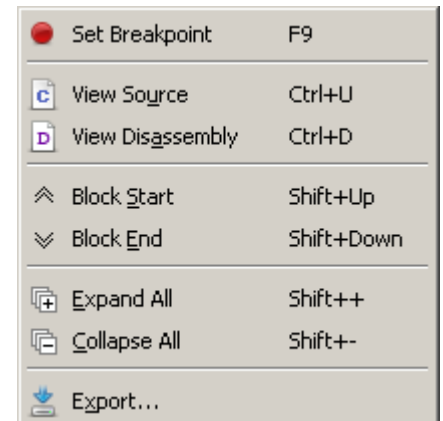 Set Breakpoint F9
C View Source Ctrl+U
D View Disassembly Ctrl+D
Block Start Shift+Up
Block End Shift+Down
Expand All Shift++
Collapse All Shift+-
Export...